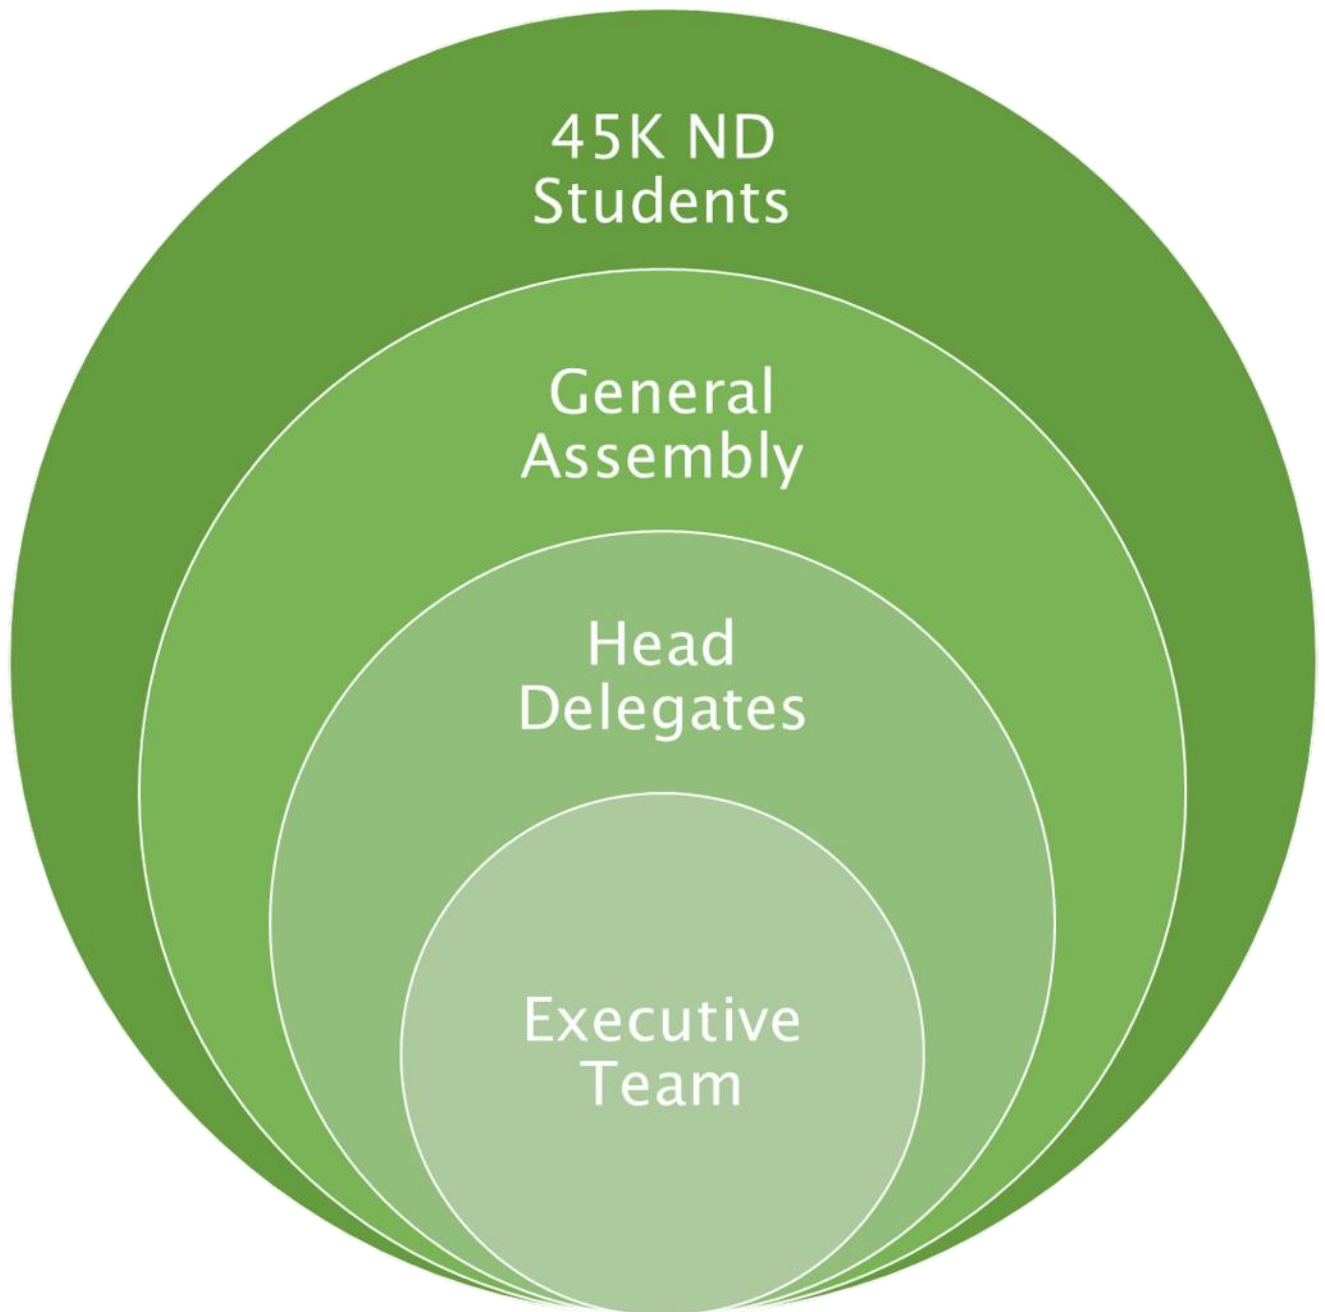 45K ND
Students
General
Assembly
Head
Delegates
Executive
Team